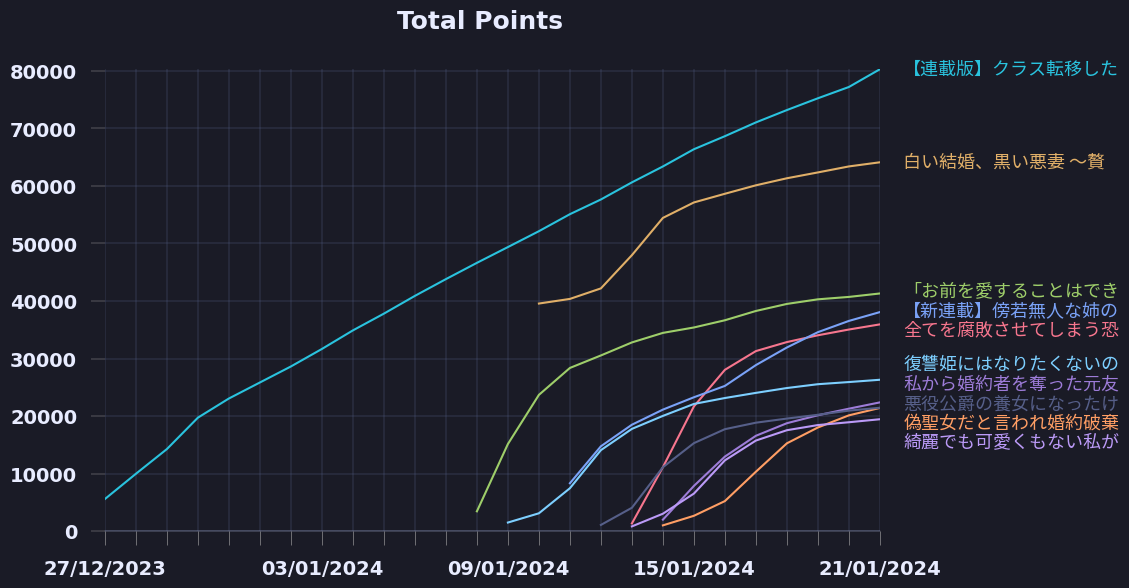 Total Points
80000
70000
60000
50000
40000
30000
20000
10000
0
27/12/2023
03/01/2024
09/01/2024
15/01/2024
21/01/2024
【連載版】クラス転移した
白い結婚、黒い悪妻 ～贅
「お前を愛することはでき
【新連載】傍若無人な姉の
全てを腐敗させてしまう恐
復讐姫にはなりたくないの
私から婚約者を奪った元友
悪役公爵の養女になったけ
偽聖女だと言われ婚約破棄
綺麗でも可愛くもない私が